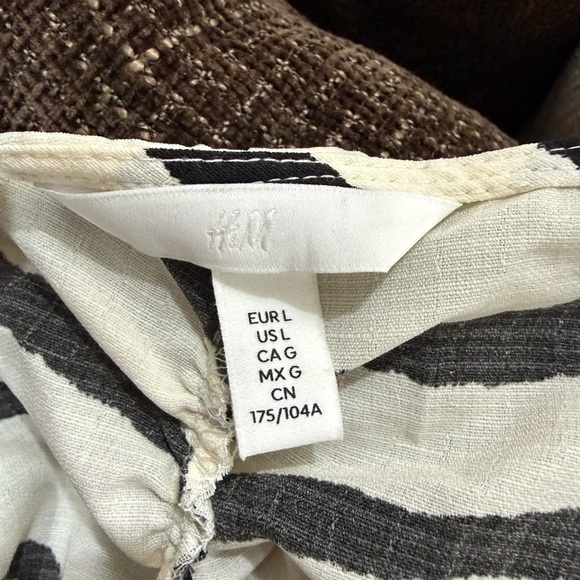 H&M
EUR L
US L
CA G
MX G
CN
175/104A